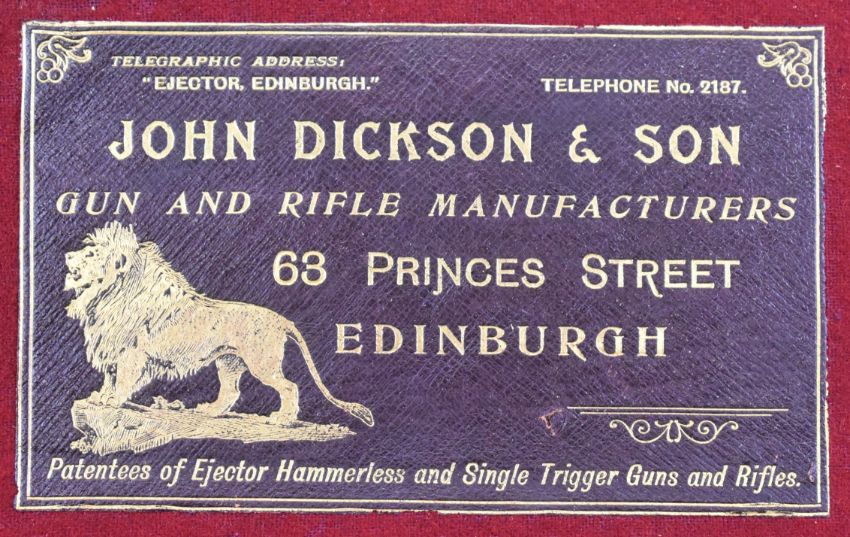 TELEGRAPHIC ADDRESS:
"EJECTOR, EDINBURGH."
TELEPHONE No. 2187.
JOHN DICKSON & SON
GUN AND RIFLE MANUFACTURERS
63 PRINCES STREET
EDINBURGH
Patentees of Ejector Hammerless and Single Trigger Guns and Rifles.